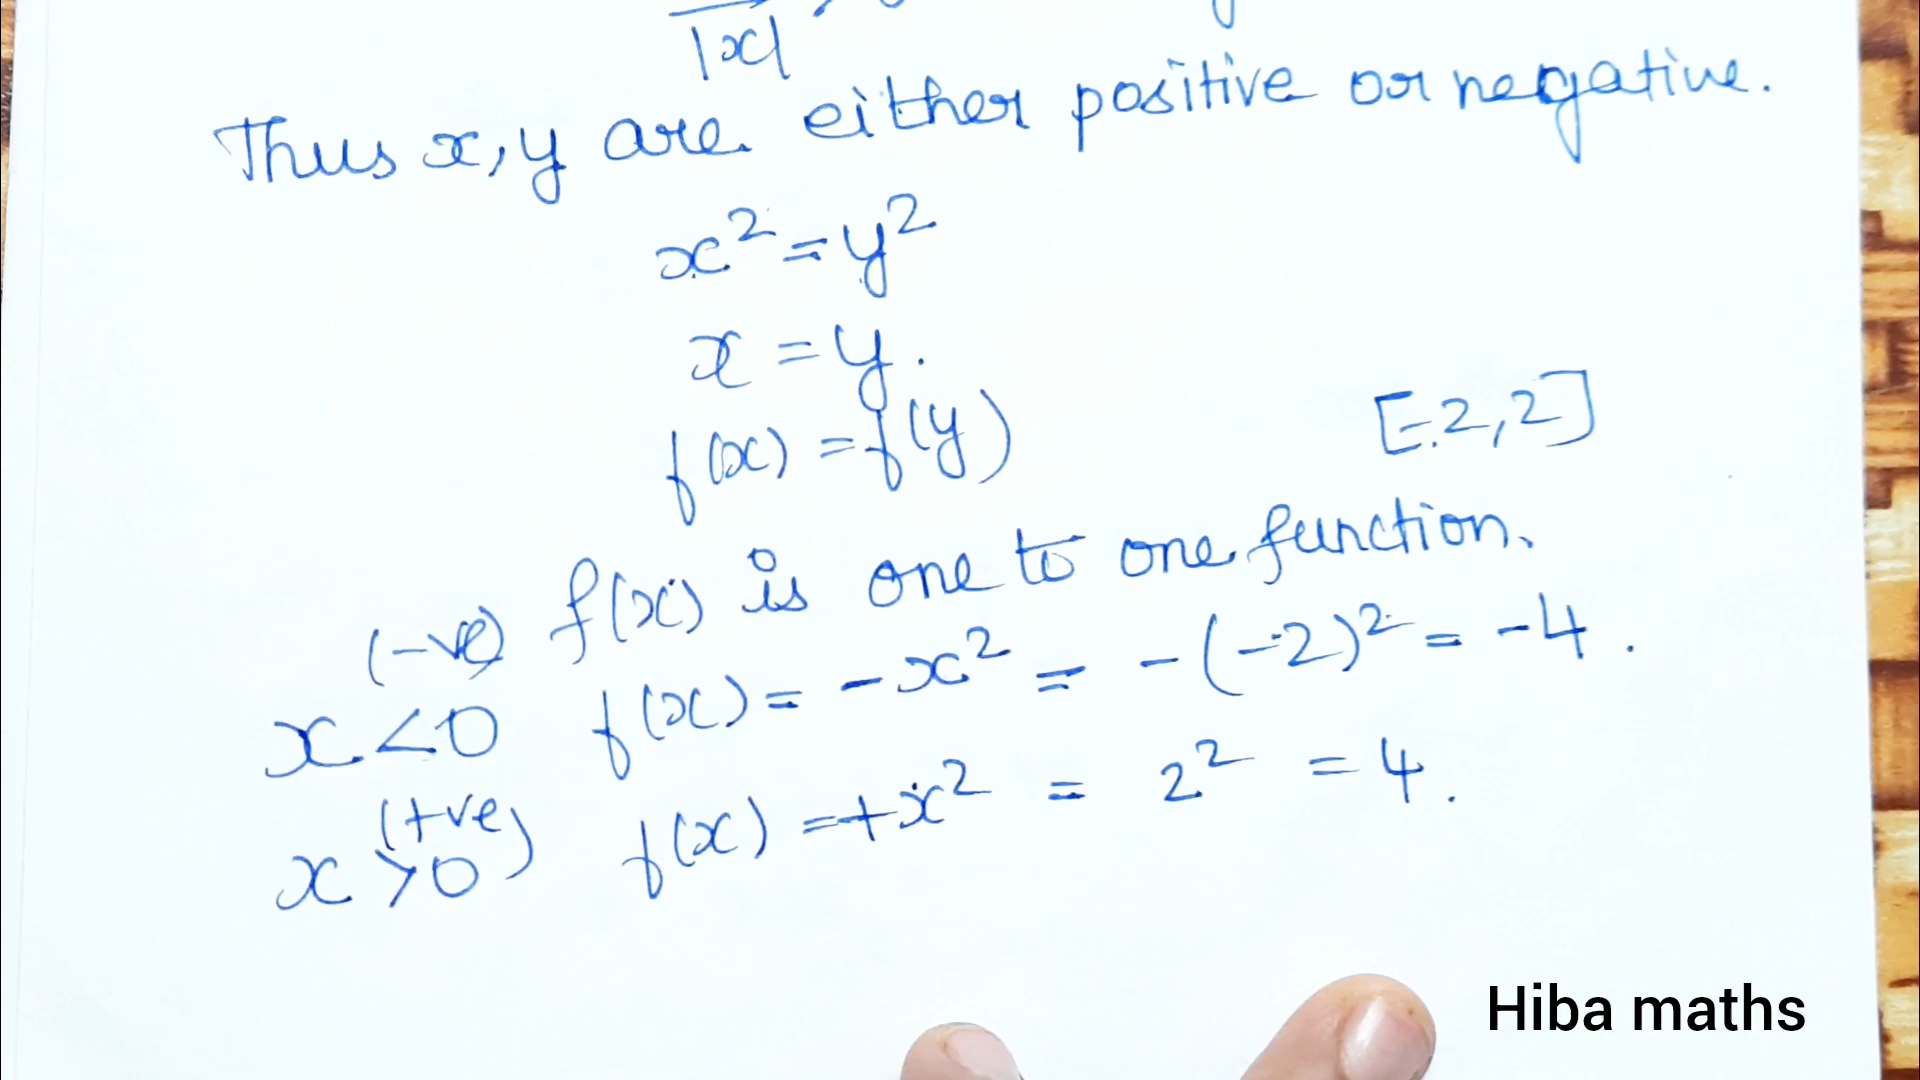 |x|
Thus x, y are either positive or negative.
x² = y²
x = y.
f(x) = f(y)
[-2, 2]
f(x) is one to one function.
(-ve)
x < 0 f(x) = -x² = -(-2)² = -4.
(+ve)
x > 0 f(x) = +x² = 2² = 4.
Hiba maths